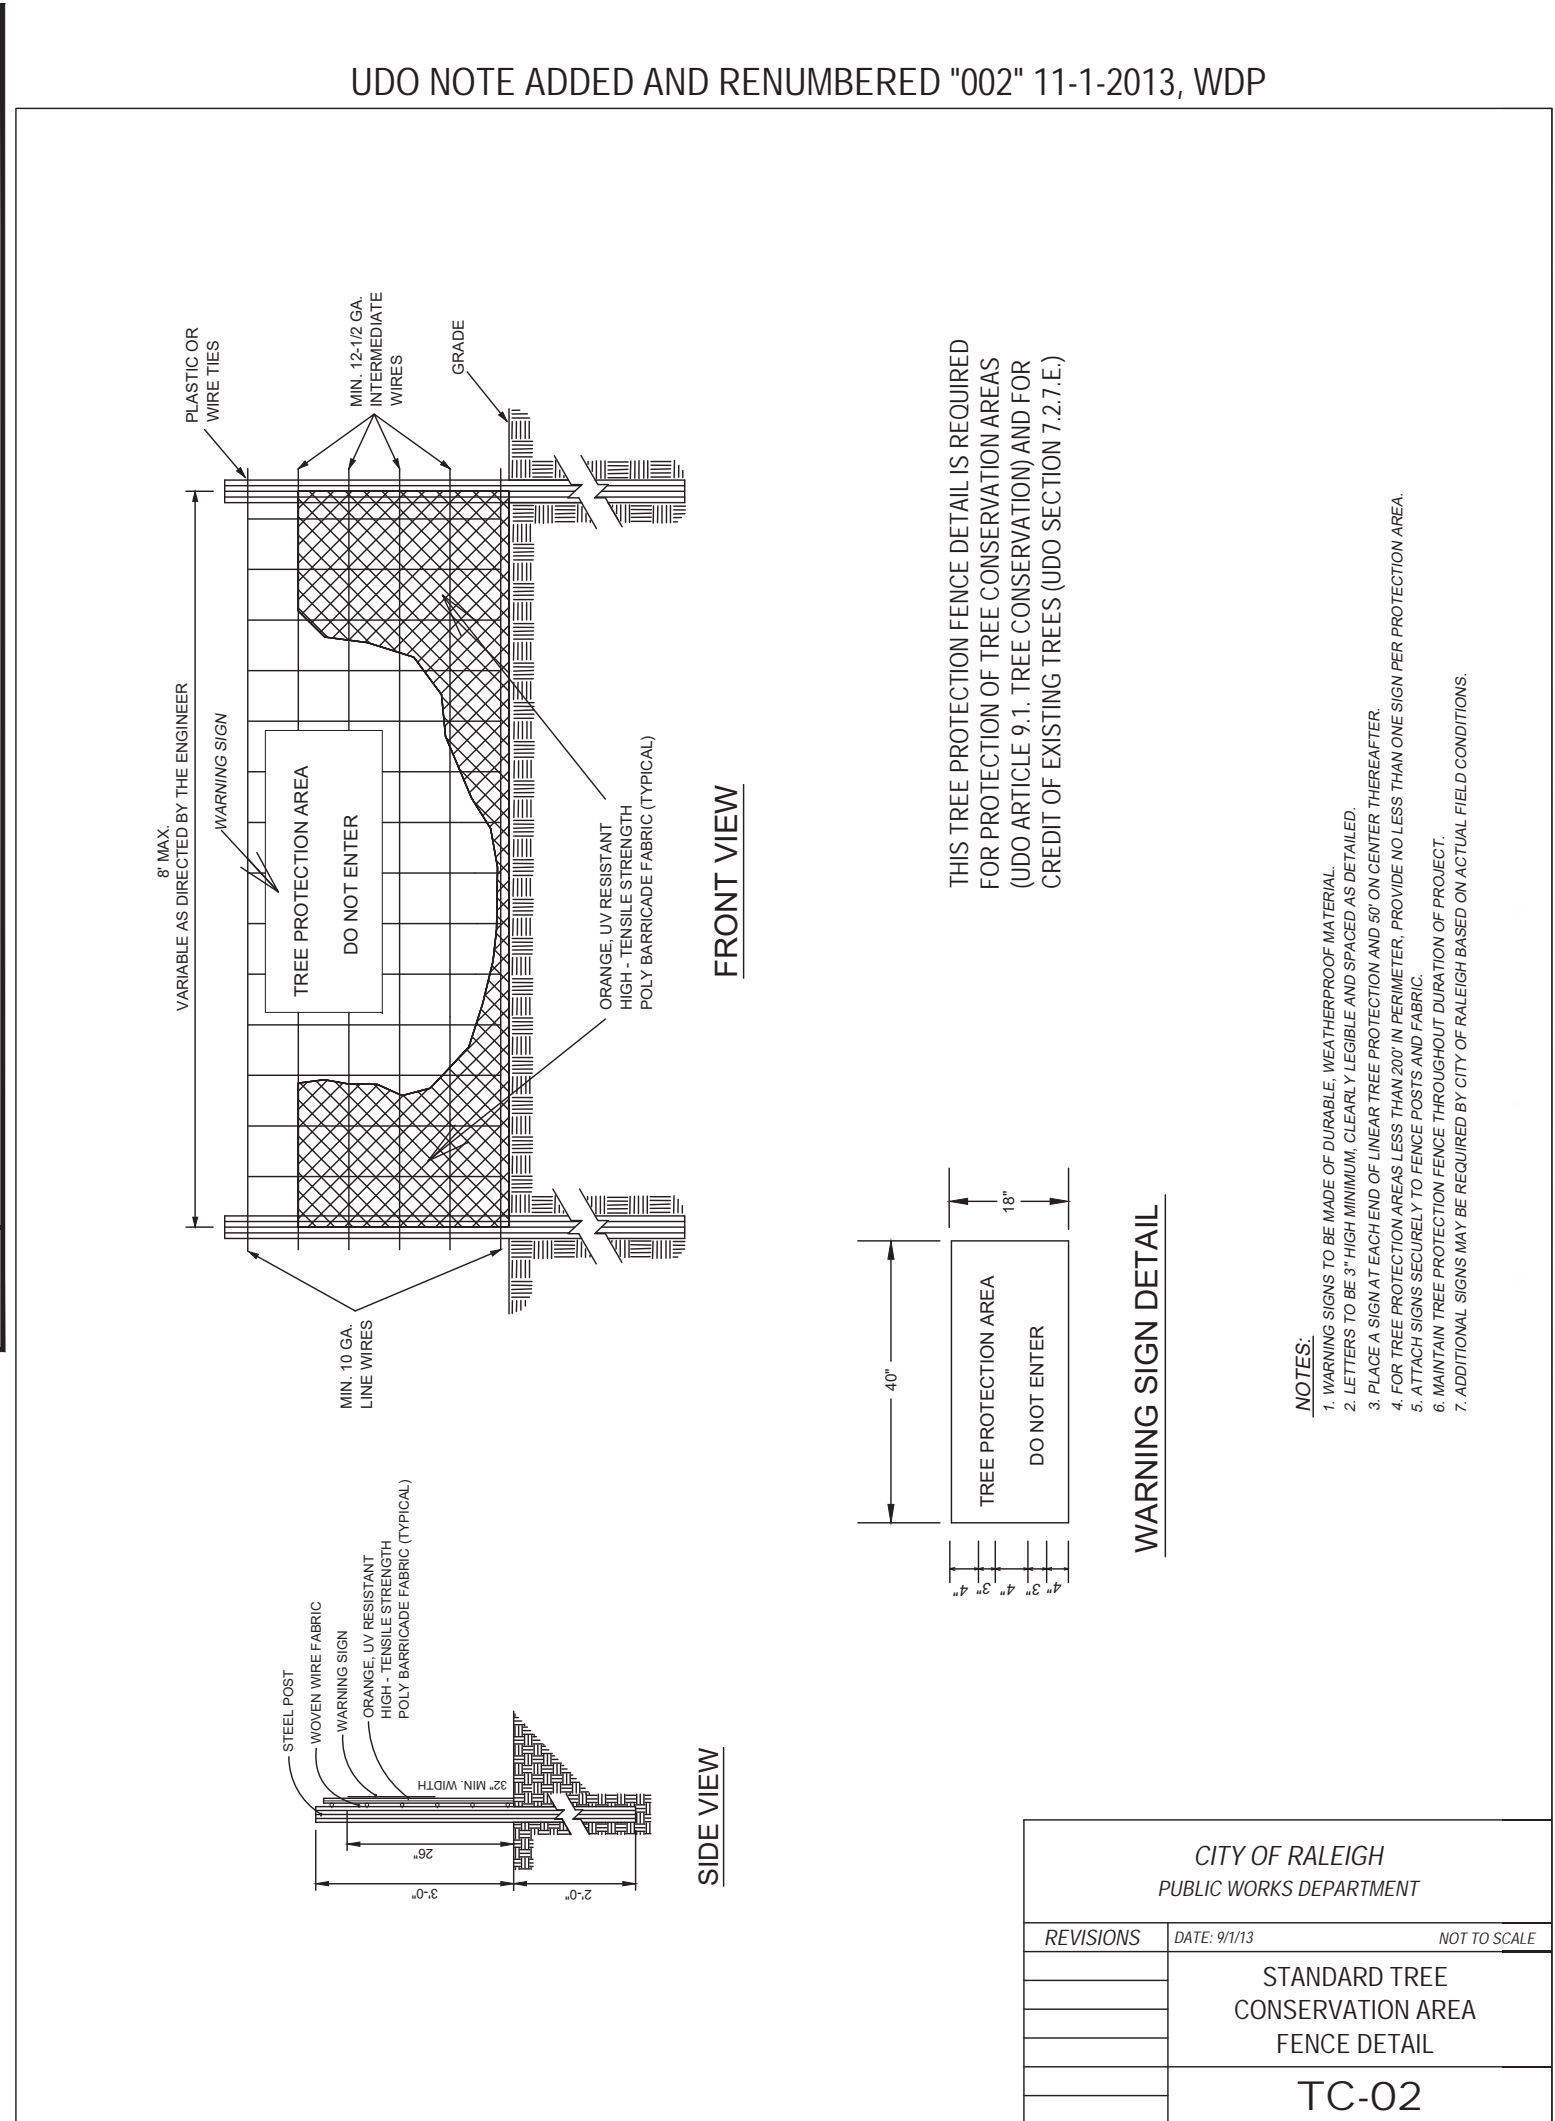 UDO NOTE ADDED AND RENUMBERED "002" 11-1-2013, WDP
8' MAX.
VARIABLE AS DIRECTED BY THE ENGINEER
PLASTIC OR
WIRE TIES
WARNING SIGN
MIN. 12-1/2 GA.
INTERMEDIATE
WIRES
GRADE
TREE PROTECTION AREA
DO NOT ENTER
MIN. 10 GA.
LINE WIRES
ORANGE, UV RESISTANT
HIGH - TENSILE STRENGTH
POLY BARRICADE FABRIC (TYPICAL)
FRONT VIEW
STEEL POST
WOVEN WIRE FABRIC
WARNING SIGN
ORANGE, UV RESISTANT
HIGH - TENSILE STRENGTH
POLY BARRICADE FABRIC (TYPICAL)
32" MIN. WIDTH
26"
3'-0"
2'-0"
SIDE VIEW
THIS TREE PROTECTION FENCE DETAIL IS REQUIRED
FOR PROTECTION OF TREE CONSERVATION AREAS
(UDO ARTICLE 9.1. TREE CONSERVATION) AND FOR
CREDIT OF EXISTING TREES (UDO SECTION 7.2.7.E.)
40"
18"
TREE PROTECTION AREA
DO NOT ENTER
4"
3"
4"
3"
4"
WARNING SIGN DETAIL
NOTES:
1. WARNING SIGNS TO BE MADE OF DURABLE, WEATHERPROOF MATERIAL.
2. LETTERS TO BE 3" HIGH MINIMUM, CLEARLY LEGIBLE AND SPACED AS DETAILED.
3. PLACE A SIGN AT EACH END OF LINEAR TREE PROTECTION AND 50' ON CENTER THEREAFTER.
4. FOR TREE PROTECTION AREAS LESS THAN 200' IN PERIMETER, PROVIDE NO LESS THAN ONE SIGN PER PROTECTION AREA.
5. ATTACH SIGNS SECURELY TO FENCE POSTS AND FABRIC.
6. MAINTAIN TREE PROTECTION FENCE THROUGHOUT DURATION OF PROJECT.
7. ADDITIONAL SIGNS MAY BE REQUIRED BY CITY OF RALEIGH BASED ON ACTUAL FIELD CONDITIONS.
CITY OF RALEIGH
PUBLIC WORKS DEPARTMENT
REVISIONS
DATE: 9/1/13
NOT TO SCALE
STANDARD TREE
CONSERVATION AREA
FENCE DETAIL
TC-02